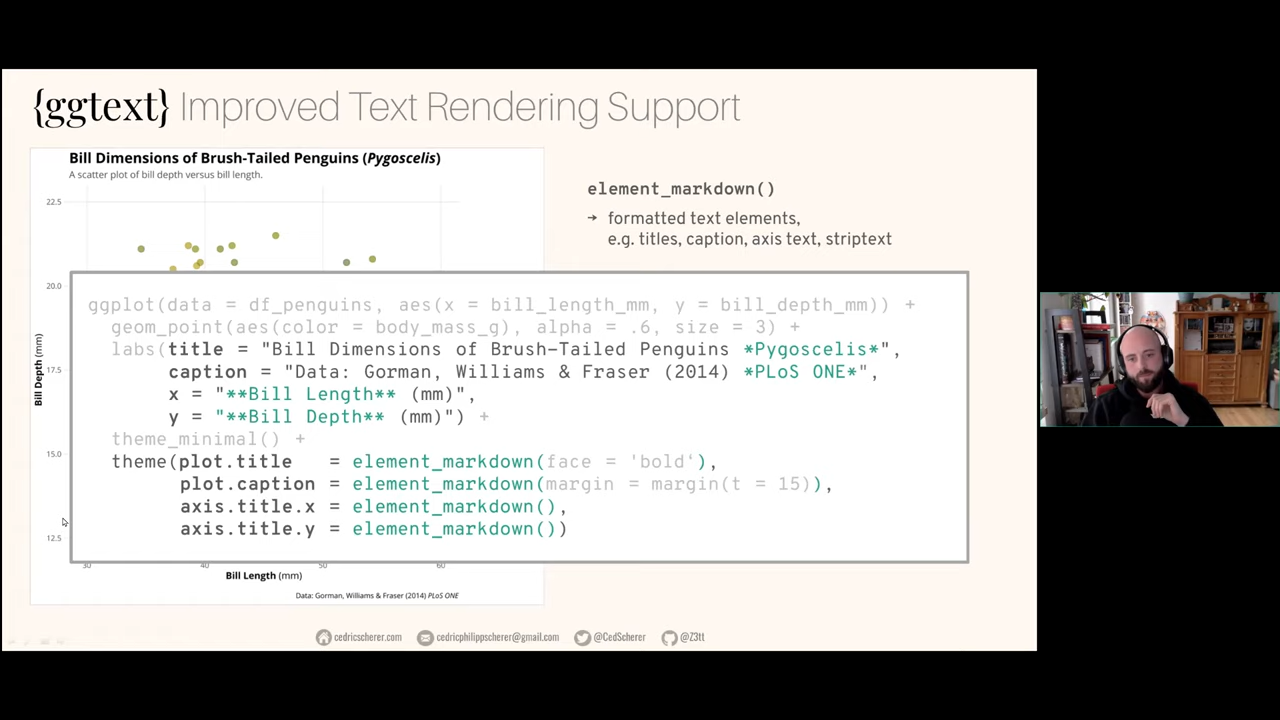 {ggtext} Improved Text Rendering Support
Bill Dimensions of Brush-Tailed Penguins (Pygoscelis)
A scatter plot of bill depth versus bill length.
22.5
20.0
17.5
15.0
12.5
Bill Depth (mm)
30
40
50
60
Bill Length (mm)
Data: Gorman, Williams & Fraser (2014) PLoS ONE
element_markdown()
➔ formatted text elements,
e.g. titles, caption, axis text, striptext
ggplot(data = df_penguins, aes(x = bill_length_mm, y = bill_depth_mm)) +
geom_point(aes(color = body_mass_g), alpha = .6, size = 3) +
labs(title = "Bill Dimensions of Brush-Tailed Penguins *Pygoscelis*",
caption = "Data: Gorman, Williams & Fraser (2014) *PLoS ONE*",
x = "**Bill Length** (mm)",
y = "**Bill Depth** (mm)") +
theme_minimal() +
theme(plot.title = element_markdown(face = 'bold‘),
plot.caption = element_markdown(margin = margin(t = 15)),
axis.title.x = element_markdown(),
axis.title.y = element_markdown())
cedricscherer.com cedricphilippscherer@gmail.com @CedScherer @Z3tt